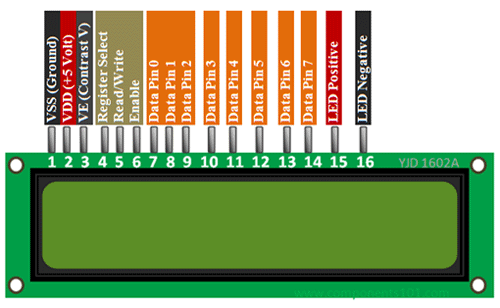 VSS (Ground)
VDD (+5 Volt)
VE (Contrast V)
Register Select
Read/Write
Enable
Data Pin 0
Data Pin 1
Data Pin 2
Data Pin 3
Data Pin 4
Data Pin 5
Data Pin 6
Data Pin 7
LED Positive
LED Negative
1 2 3 4 5 6 7 8 9 10 11 12 13 14 15 16
YJD 1602A